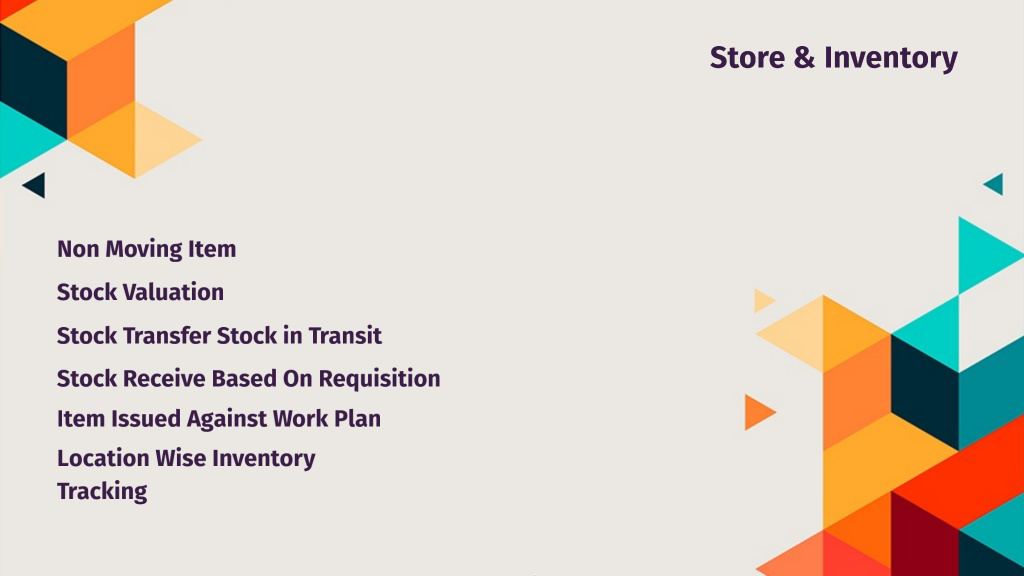 Store & Inventory
Non Moving Item
Stock Valuation
Stock Transfer Stock in Transit
Stock Receive Based On Requisition
Item Issued Against Work Plan
Location Wise Inventory
Tracking